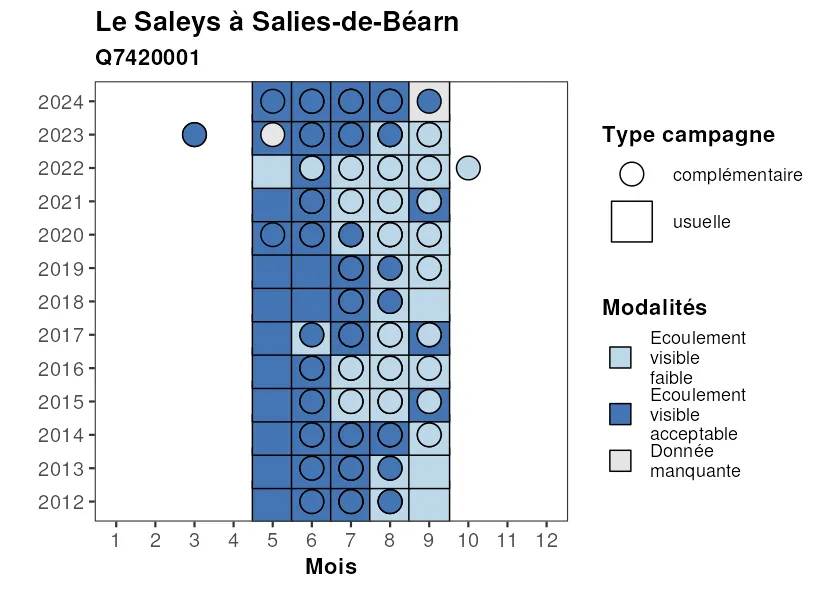 Le Saleys à Salies-de-Béarn
Q7420001
2024
2023
2022
2021
2020
2019
2018
2017
2016
2015
2014
2013
2012
1 2 3 4 5 6 7 8 9 10 11 12
Mois
Type campagne
complémentaire
usuelle
Modalités
Ecoulement
visible
faible
Ecoulement
visible
acceptable
Donnée
manquante